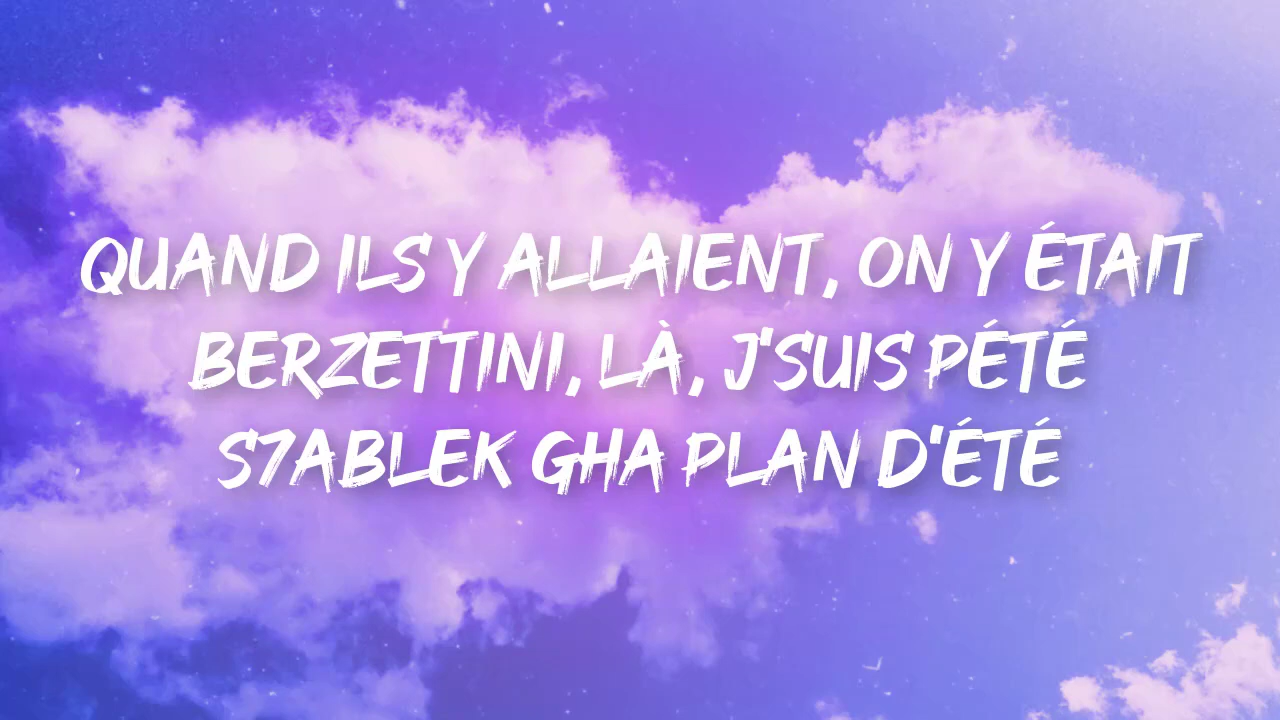 QUAND ILS Y ALLAIENT, ON Y ÉTAIT
BERZETTINI, LÀ, J'SUIS PÉTÉ
S7ABLEK GHA PLAN D'ÉTÉ